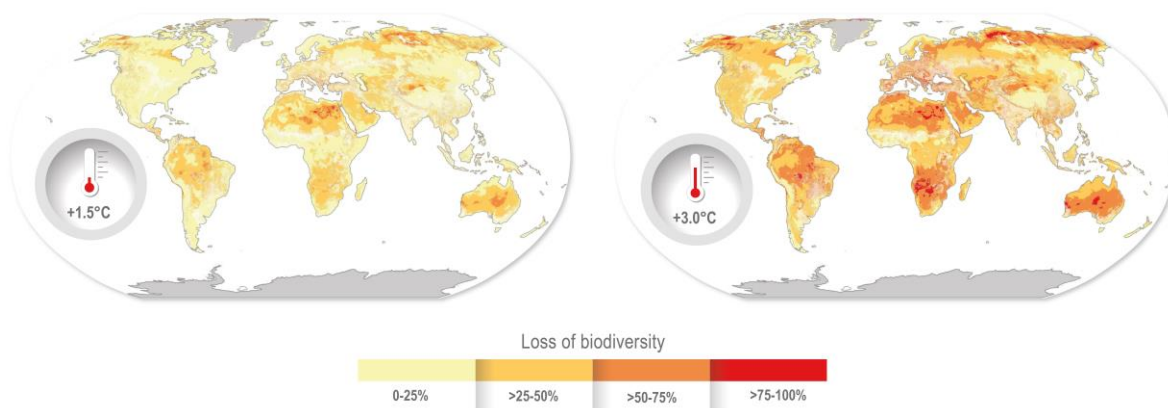 +1.5°C
+3.0°C
Loss of biodiversity
0-25%
>25-50%
>50-75%
>75-100%